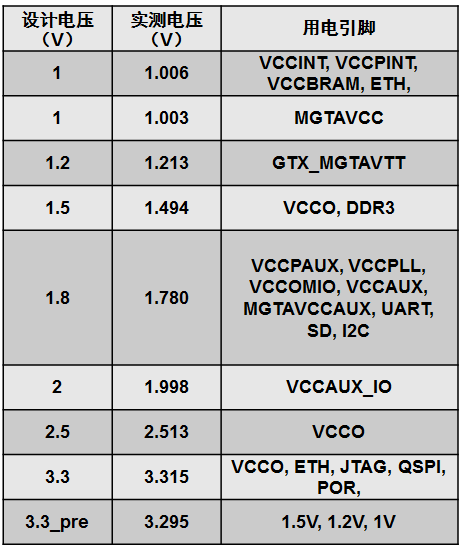 设计电压（V） 实测电压（V） 用电引脚
1 1.006 VCCINT, VCCPINT, VCCBRAM, ETH,
1 1.003 MGTAVCC
1.2 1.213 GTX_MGTAVTT
1.5 1.494 VCCO, DDR3
1.8 1.780 VCCPAUX, VCCPLL, VCCOMIO, VCCAUX, MGTAVCCAUX, UART, SD, I2C
2 1.998 VCCAUX_IO
2.5 2.513 VCCO
3.3 3.315 VCCO, ETH, JTAG, QSPI, POR,
3.3_pre 3.295 1.5V, 1.2V, 1V